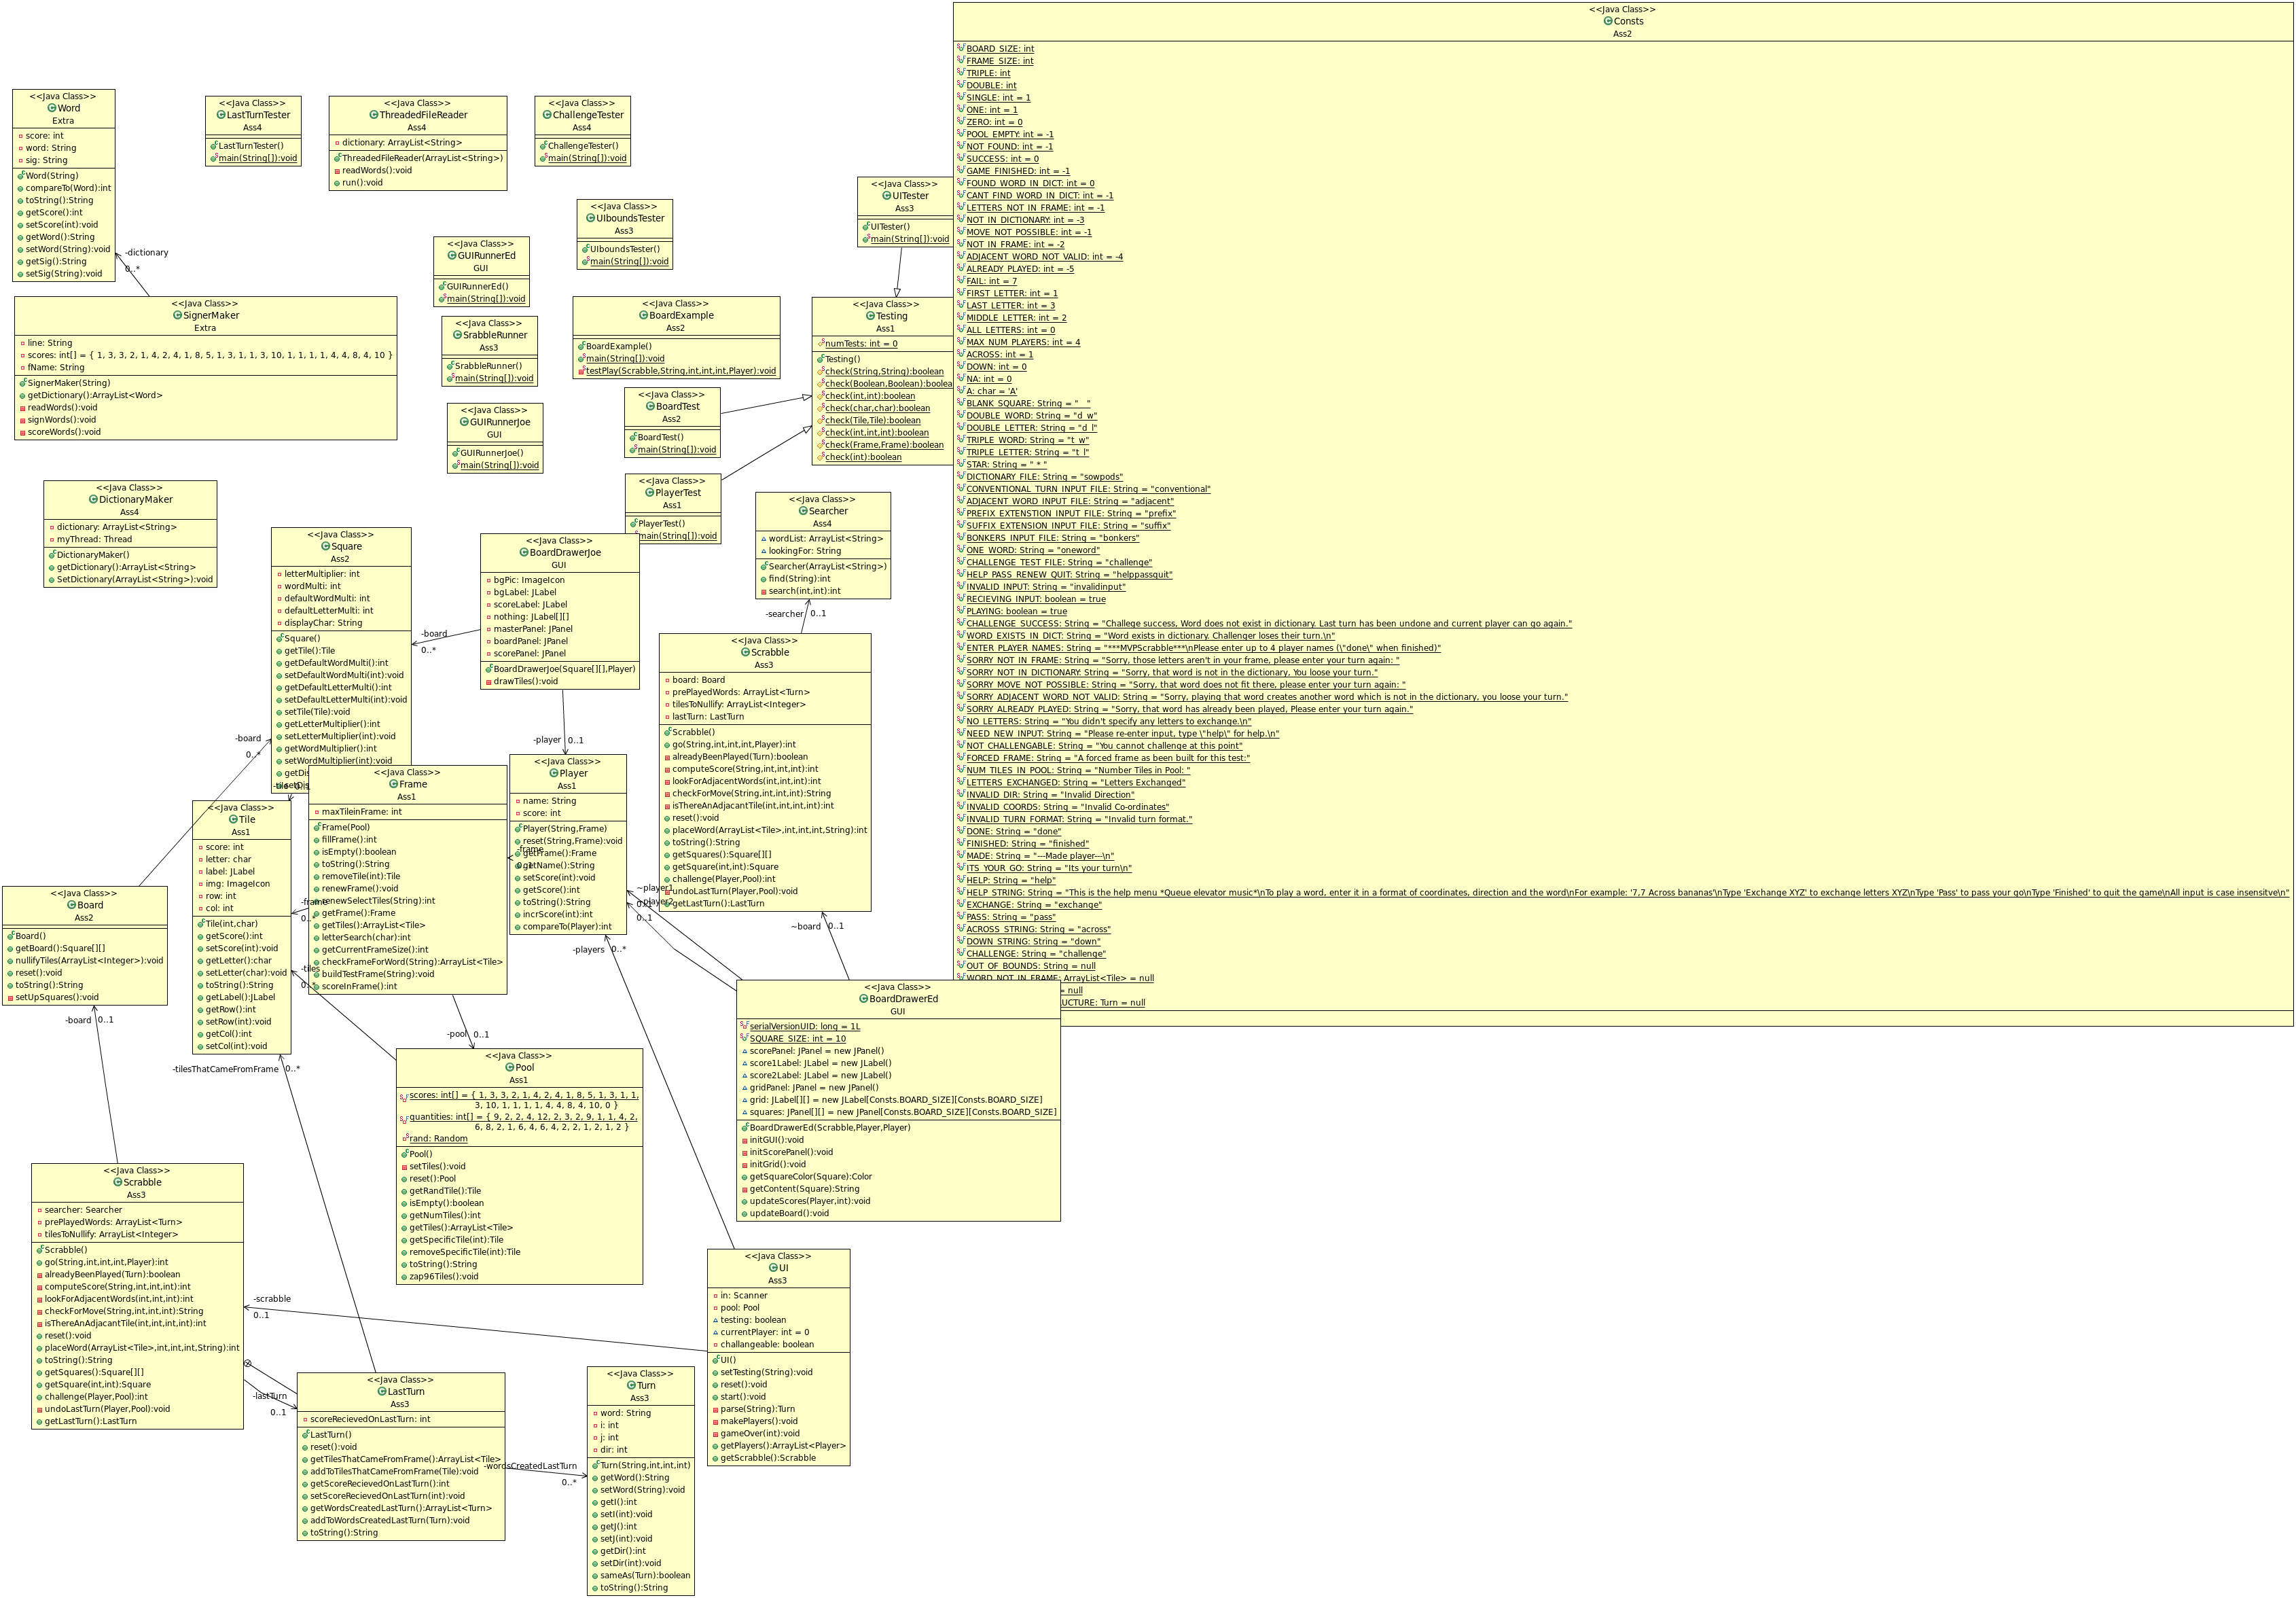 <<Java Class>>
Word
Extra
score: int
word: String
sig: String
Word(String)
compareTo(Word):int
toString():String
getScore():int
setScore(int):void
getWord():String
setWord(String):void
getSig():String
setSig(String):void
-dictionary
0..*
<<Java Class>>
LastTurnTester
Ass4
LastTurnTester()
main(String[]):void
<<Java Class>>
ThreadedFileReader
Ass4
dictionary: ArrayList<String>
ThreadedFileReader(ArrayList<String>)
readWords():void
run():void
<<Java Class>>
ChallengeTester
Ass4
ChallengeTester()
main(String[]):void
<<Java Class>>
UITester
Ass3
UITester()
main(String[]):void
<<Java Class>>
UIboundsTester
Ass3
UIboundsTester()
main(String[]):void
<<Java Class>>
GUIRunnerEd
GUI
GUIRunnerEd()
main(String[]):void
<<Java Class>>
SignerMaker
Extra
line: String
scores: int[] = { 1, 3, 3, 2, 1, 4, 2, 4, 1, 8, 5, 1, 3, 1, 1, 3, 10, 1, 1, 1, 1, 4, 4, 8, 4, 10 }
fName: String
SignerMaker(String)
getDictionary():ArrayList<Word>
readWords():void
signWords():void
scoreWords():void
<<Java Class>>
SrabbleRunner
Ass3
SrabbleRunner()
main(String[]):void
<<Java Class>>
BoardExample
Ass2
BoardExample()
main(String[]):void
testPlay(Scrabble,String,int,int,int,Player):void
<<Java Class>>
Testing
Ass1
numTests: int = 0
Testing()
check(String,String):boolean
check(Boolean,Boolean):boolea
check(int,int):boolean
check(char,char):boolean
check(Tile,Tile):boolean
check(int,int,int):boolean
check(Frame,Frame):boolean
check(int):boolean
<<Java Class>>
GUIRunnerJoe
GUI
GUIRunnerJoe()
main(String[]):void
<<Java Class>>
BoardTest
Ass2
BoardTest()
main(String[]):void
<<Java Class>>
PlayerTest
Ass1
PlayerTest()
main(String[]):void
<<Java Class>>
DictionaryMaker
Ass4
dictionary: ArrayList<String>
myThread: Thread
DictionaryMaker()
getDictionary():ArrayList<String>
SetDictionary(ArrayList<String>):void
<<Java Class>>
Square
Ass2
letterMultiplier: int
wordMulti: int
defaultWordMulti: int
defaultLetterMulti: int
displayChar: String
Square()
getTile():Tile
getDefaultWordMulti():int
setDefaultWordMulti(int):void
getDefaultLetterMulti():int
setDefaultLetterMulti(int):void
setTile(Tile):void
getLetterMultiplier():int
setLetterMultiplier(int):void
getWordMultiplier():int
setWordMultiplier(int):void
getDis
<<Java Class>>
BoardDrawerJoe
GUI
bgPic: ImageIcon
bgLabel: JLabel
scoreLabel: JLabel
nothing: JLabel[][]
masterPanel: JPanel
boardPanel: JPanel
scorePanel: JPanel
BoardDrawerJoe(Square[][],Player)
drawTiles():void
-board
0..*
-player
0..1
<<Java Class>>
Searcher
Ass4
wordList: ArrayList<String>
lookingFor: String
Searcher(ArrayList<String>)
find(String):int
search(int,int):int
-searcher
0..1
<<Java Class>>
Scrabble
Ass3
board: Board
prePlayedWords: ArrayList<Turn>
tilesToNullify: ArrayList<Integer>
lastTurn: LastTurn
Scrabble()
go(String,int,int,int,Player):int
alreadyBeenPlayed(Turn):boolean
computeScore(String,int,int,int):int
lookForAdjacentWords(int,int,int):int
checkForMove(String,int,int,int):String
isThereAnAdjacantTile(int,int,int,int):int
reset():void
placeWord(ArrayList<Tile>,int,int,int,String):int
toString():String
getSquares():Square[][]
getSquare(int,int):Square
challenge(Player,Pool):int
undoLastTurn(Player,Pool):void
getLastTurn():LastTurn
<<Java Class>>
Player
Ass1
name: String
score: int
Player(String,Frame)
reset(String,Frame):void
getFrame():Frame
getName():String
setScore(int):void
getScore():int
toString():String
incrScore(int):int
compareTo(Player):int
-frame
~player1
~player2
0..1
-players
0..*
~board
0..1
<<Java Class>>
Frame
Ass1
maxTileinFrame: int
Frame(Pool)
fillFrame():int
isEmpty():boolean
toString():String
removeTile(int):Tile
renewFrame():void
renewSelectTiles(String):int
getFrame():Frame
getTiles():ArrayList<Tile>
letterSearch(char):int
getCurrentFrameSize():int
checkFrameForWord(String):ArrayList<Tile>
buildTestFrame(String):void
scoreInFrame():int
-board
0..*
<<Java Class>>
Tile
Ass1
score: int
letter: char
label: JLabel
img: ImageIcon
row: int
col: int
Tile(int,char)
getScore():int
setScore(int):void
getLetter():char
setLetter(char):void
toString():String
getLabel():JLabel
getRow():int
setRow(int):void
getCol():int
setCol(int):void
-frame
0..*
-tiles
0..*
<<Java Class>>
Board
Ass2
Board()
getBoard():Square[][]
nullifyTiles(ArrayList<Integer>):void
reset():void
toString():String
setUpSquares():void
-board
0..1
-tilesThatCameFromFrame
0..*
-pool
0..1
<<Java Class>>
Pool
Ass1
scores: int[] = { 1, 3, 3, 2, 1, 4, 2, 4, 1, 8, 5, 1, 3, 1, 1,
3, 10, 1, 1, 1, 1, 4, 4, 8, 4, 10, 0 }
quantities: int[] = { 9, 2, 2, 4, 12, 2, 3, 2, 9, 1, 1, 4, 2,
6, 8, 2, 1, 6, 4, 6, 4, 2, 2, 1, 2, 1, 2 }
rand: Random
Pool()
setTiles():void
reset():Pool
getRandTile():Tile
isEmpty():boolean
getNumTiles():int
getTiles():ArrayList<Tile>
getSpecificTile(int):Tile
removeSpecificTile(int):Tile
toString():String
zap96Tiles():void
<<Java Class>>
BoardDrawerEd
GUI
serialVersionUID: long = 1L
SQUARE_SIZE: int = 10
scorePanel: JPanel = new JPanel()
score1Label: JLabel = new JLabel()
score2Label: JLabel = new JLabel()
gridPanel: JPanel = new JPanel()
grid: JLabel[][] = new JLabel[Consts.BOARD_SIZE][Consts.BOARD_SIZE]
squares: JPanel[][] = new JPanel[Consts.BOARD_SIZE][Consts.BOARD_SIZE]
BoardDrawerEd(Scrabble,Player,Player)
initGUI():void
initScorePanel():void
initGrid():void
getSquareColor(Square):Color
getContent(Square):String
updateScores(Player,int):void
updateBoard():void
<<Java Class>>
Scrabble
Ass3
searcher: Searcher
prePlayedWords: ArrayList<Turn>
tilesToNullify: ArrayList<Integer>
Scrabble()
go(String,int,int,int,Player):int
alreadyBeenPlayed(Turn):boolean
computeScore(String,int,int,int):int
lookForAdjacentWords(int,int,int):int
checkForMove(String,int,int,int):String
isThereAnAdjacantTile(int,int,int,int):int
reset():void
placeWord(ArrayList<Tile>,int,int,int,String):int
toString():String
getSquares():Square[][]
getSquare(int,int):Square
challenge(Player,Pool):int
undoLastTurn(Player,Pool):void
getLastTurn():LastTurn
-scrabble
0..1
-lastTurn
0..1
<<Java Class>>
LastTurn
Ass3
scoreRecievedOnLastTurn: int
LastTurn()
reset():void
getTilesThatCameFromFrame():ArrayList<Tile>
addToTilesThatCameFromFrame(Tile):void
getScoreRecievedOnLastTurn():int
setScoreRecievedOnLastTurn(int):void
getWordsCreatedLastTurn():ArrayList<Turn>
addToWordsCreatedLastTurn(Turn):void
toString():String
-wordsCreatedLastTurn
0..*
<<Java Class>>
Turn
Ass3
word: String
i: int
j: int
dir: int
Turn(String,int,int,int)
getWord():String
setWord(String):void
getI():int
setI(int):void
getJ():int
setJ(int):void
getDir():int
setDir(int):void
sameAs(Turn):boolean
toString():String
<<Java Class>>
UI
Ass3
in: Scanner
pool: Pool
testing: boolean
currentPlayer: int = 0
challangeable: boolean
UI()
setTesting(String):void
reset():void
start():void
parse(String):Turn
makePlayers():void
gameOver(int):void
getPlayers():ArrayList<Player>
getScrabble():Scrabble
<<Java Class>>
Consts
Ass2
BOARD_SIZE: int
FRAME_SIZE: int
TRIPLE: int
DOUBLE: int
SINGLE: int = 1
ONE: int = 1
ZERO: int = 0
POOL_EMPTY: int = -1
NOT_FOUND: int = -1
SUCCESS: int = 0
GAME_FINISHED: int = -1
FOUND_WORD_IN_DICT: int = 0
CANT_FIND_WORD_IN_DICT: int = -1
LETTERS_NOT_IN_FRAME: int = -1
NOT_IN_DICTIONARY: int = -3
MOVE_NOT_POSSIBLE: int = -1
NOT_IN_FRAME: int = -2
ADJACENT_WORD_NOT_VALID: int = -4
ALREADY_PLAYED: int = -5
FAIL: int = 7
FIRST_LETTER: int = 1
LAST_LETTER: int = 3
MIDDLE_LETTER: int = 2
ALL_LETTERS: int = 0
MAX_NUM_PLAYERS: int = 4
ACROSS: int = 1
DOWN: int = 0
NA: int = 0
A: char = 'A'
BLANK_SQUARE: String = "_ _"
DOUBLE_WORD: String = "d_w"
DOUBLE_LETTER: String = "d_l"
TRIPLE_WORD: String = "t_w"
TRIPLE_LETTER: String = "t_l"
STAR: String = " * "
DICTIONARY_FILE: String = "sowpods"
CONVENTIONAL_TURN_INPUT_FILE: String = "conventional"
ADJACENT_WORD_INPUT_FILE: String = "adjacent"
PREFIX_EXTENSTION_INPUT_FILE: String = "prefix"
SUFFIX_EXTENSION_INPUT_FILE: String = "suffix"
BONKERS_INPUT_FILE: String = "bonkers"
ONE_WORD: String = "oneword"
CHALLENGE_TEST_FILE: String = "challenge"
HELP_PASS_RENEW_QUIT: String = "helppassquit"
INVALID_INPUT: String = "invalidinput"
RECIEVING_INPUT: boolean = true
PLAYING: boolean = true
CHALLENGE_SUCCESS: String = "Challege success, Word does not exist in dictionary. Last turn has been undone and current player can go again."
WORD_EXISTS_IN_DICT: String = "Word exists in dictionary. Challenger loses their turn.\n"
ENTER_PLAYER_NAMES: String = "***MVPScrabble***\nPlease enter up to 4 player names (\"done\" when finished)"
SORRY_NOT_IN_FRAME: String = "Sorry, those letters aren't in your frame, please enter your turn again: "
SORRY_NOT_IN_DICTIONARY: String = "Sorry, that word is not in the dictionary, You loose your turn."
SORRY_MOVE_NOT_POSSIBLE: String = "Sorry, that word does not fit there, please enter your turn again: "
SORRY_ADJACENT_WORD_NOT_VALID: String = "Sorry, playing that word creates another word which is not in the dictionary, you loose your turn."
SORRY_ALREADY_PLAYED: String = "Sorry, that word has already been played, Please enter your turn again."
NO_LETTERS: String = "You didn't specify any letters to exchange.\n"
NEED_NEW_INPUT: String = "Please re-enter input, type \"help\" for help.\n"
NOT_CHALLENGABLE: String = "You cannot challenge at this point"
FORCED_FRAME: String = "A forced frame as been built for this test:"
NUM_TILES_IN_POOL: String = "Number Tiles in Pool: "
LETTERS_EXCHANGED: String = "Letters Exchanged"
INVALID_DIR: String = "Invalid Direction"
INVALID_COORDS: String = "Invalid Co-ordinates"
INVALID_TURN_FORMAT: String = "Invalid turn format."
DONE: String = "done"
FINISHED: String = "finished"
MADE: String = "---Made player---\n"
ITS_YOUR_GO: String = "Its your turn\n"
HELP: String = "help"
HELP_STRING: String = "This is the help menu *Queue elevator music*\nTo play a word, enter it in a format of coordinates, direction and the word\nFor example: '7,7 Across bananas'\nType 'Exchange XYZ' to exchange letters XYZ\nType 'Pass' to pass your go\nType 'Finished' to quit the game\nAll input is case insensitve\n"
EXCHANGE: String = "exchange"
PASS: String = "pass"
ACROSS_STRING: String = "across"
DOWN_STRING: String = "down"
CHALLENGE: String = "challenge"
OUT_OF_BOUNDS: String = null
WORD_NOT_IN_FRAME: ArrayList<Tile> = null
= null
UCTURE: Turn = null